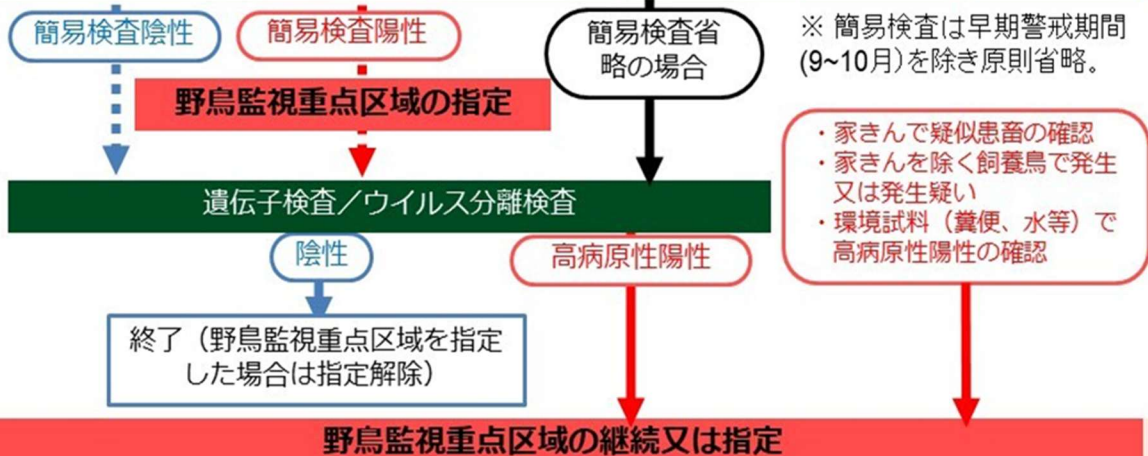 簡易検査陰性
簡易検査陽性
簡易検査省
略の場合
※ 簡易検査は早期警戒期間
(9~10月)を除き原則省略。
野鳥監視重点区域の指定
・家きんで疑似患畜の確認
・家きんを除く飼養鳥で発生
又は発生疑い
・環境試料（糞便、水等）で
高病原性陽性の確認
遺伝子検査／ウイルス分離検査
陰性
高病原性陽性
終了（野鳥監視重点区域を指定
した場合は指定解除）
野鳥監視重点区域の継続又は指定